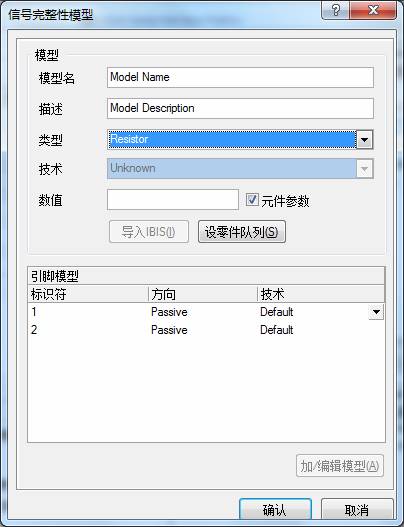 信号完整性模型
模型
模型名 Model Name
描述 Model Description
类型 Resistor
技术 Unknown
数值 元件参数
导入IBIS(I) 设零件队列(S)
引脚模型
标识符 方向 技术
1 Passive Default
2 Passive Default
加/编辑模型(A)
确认 取消